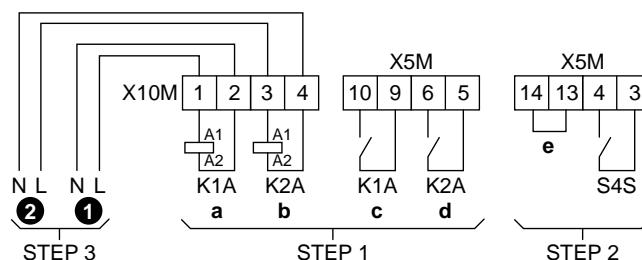 X5M X5M
X10M 1 2 3 4 10 9 6 5 14 13 4 3
A1 A1
A2 A2
e
N L N L K1A K2A K1A K2A S4S
2 1 a b c d
STEP 3 STEP 1 STEP 2